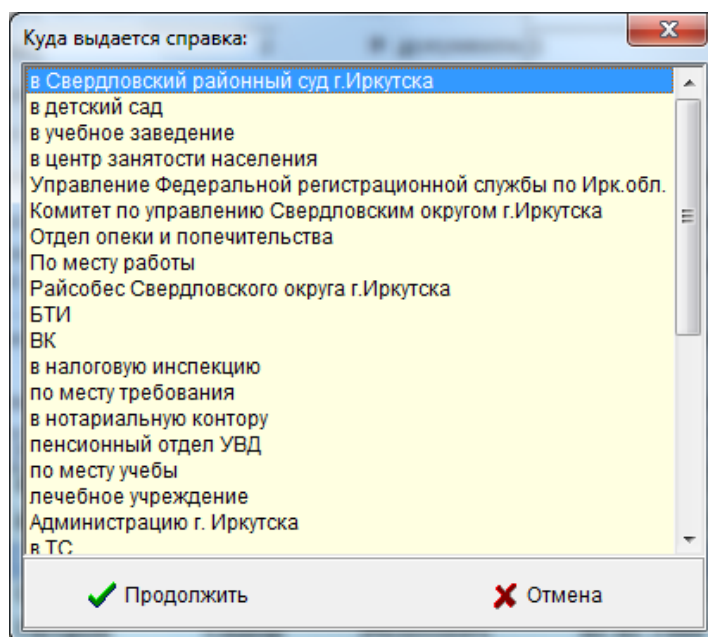 Куда выдается справка:
в Свердловский районный суд г.Иркутска
в детский сад
в учебное заведение
в центр занятости населения
Управление Федеральной регистрационной службы по Ирк.обл.
Комитет по управлению Свердловским округом г.Иркутска
Отдел опеки и попечительства
По месту работы
Райсобес Свердловского округа г.Иркутска
БТИ
ВК
в налоговую инспекцию
по месту требования
в нотариальную контору
пенсионный отдел УВД
по месту учебы
лечебное учреждение
Администрацию г. Иркутска
в ТС
Продолжить
Отмена